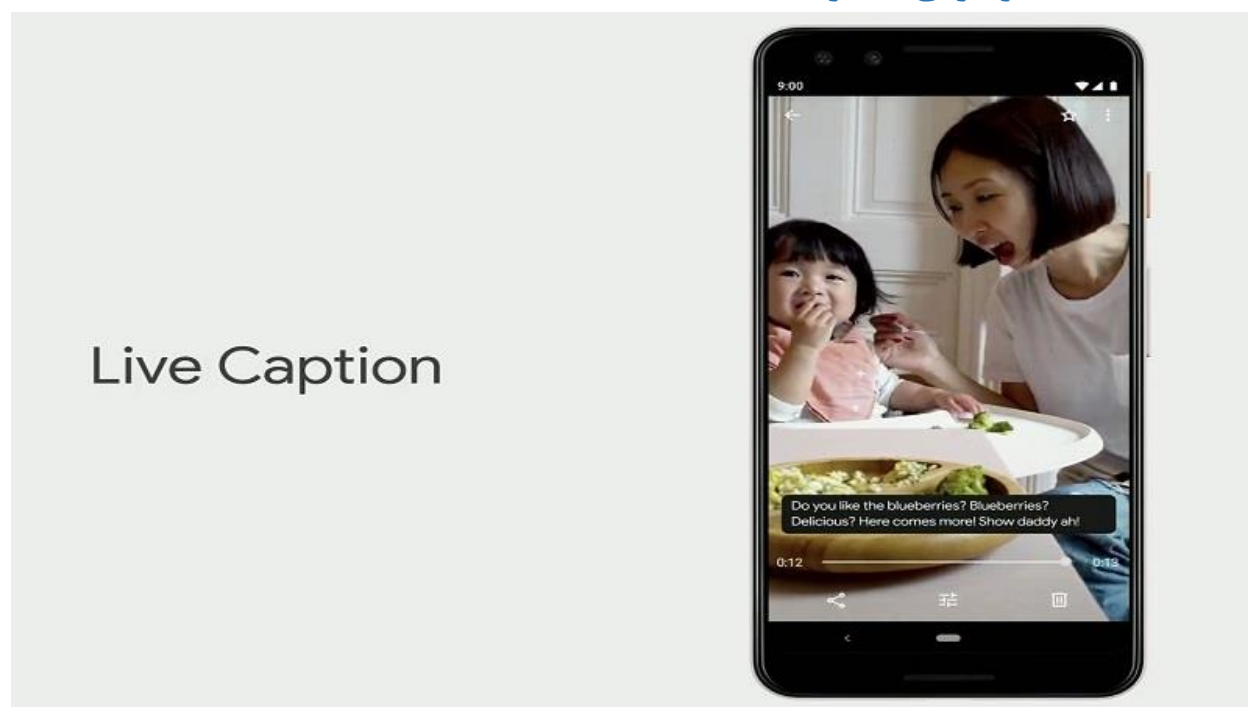 Live Caption
9:00
Do you like the blueberries? Blueberries?
Delicious? Here comes more! Show daddy ah!
0:12
0:13